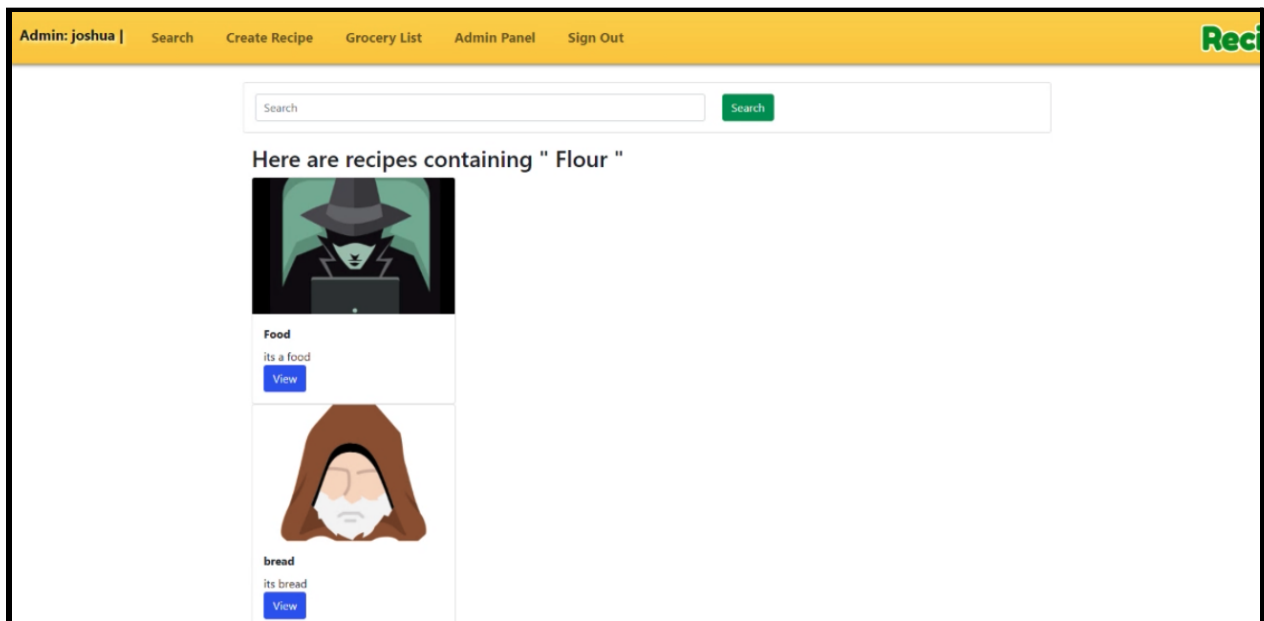 Admin: joshua | Search Create Recipe Grocery List Admin Panel Sign Out Reci
Search Search
Here are recipes containing " Flour "
Food
its a food
View
bread
its bread
View